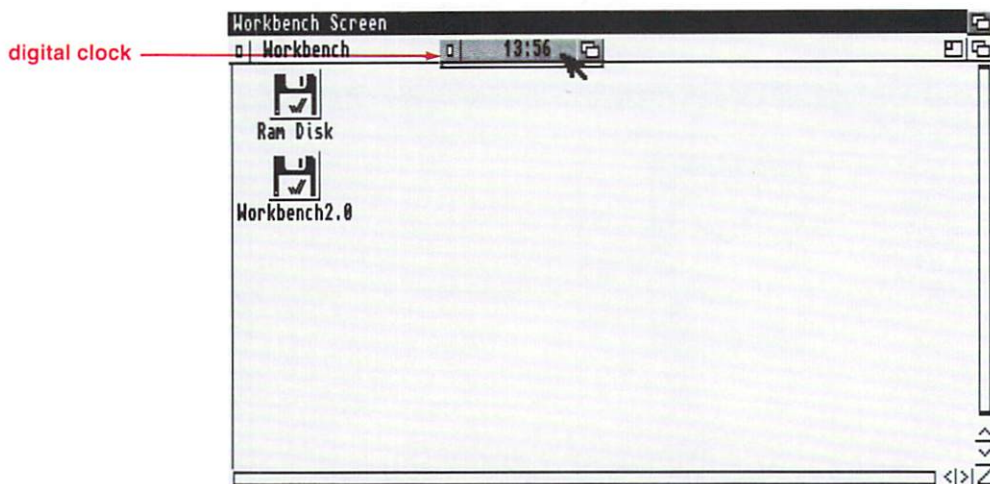 Workbench Screen
digital clock
Workbench
13:56
Ram Disk
Workbench2.0